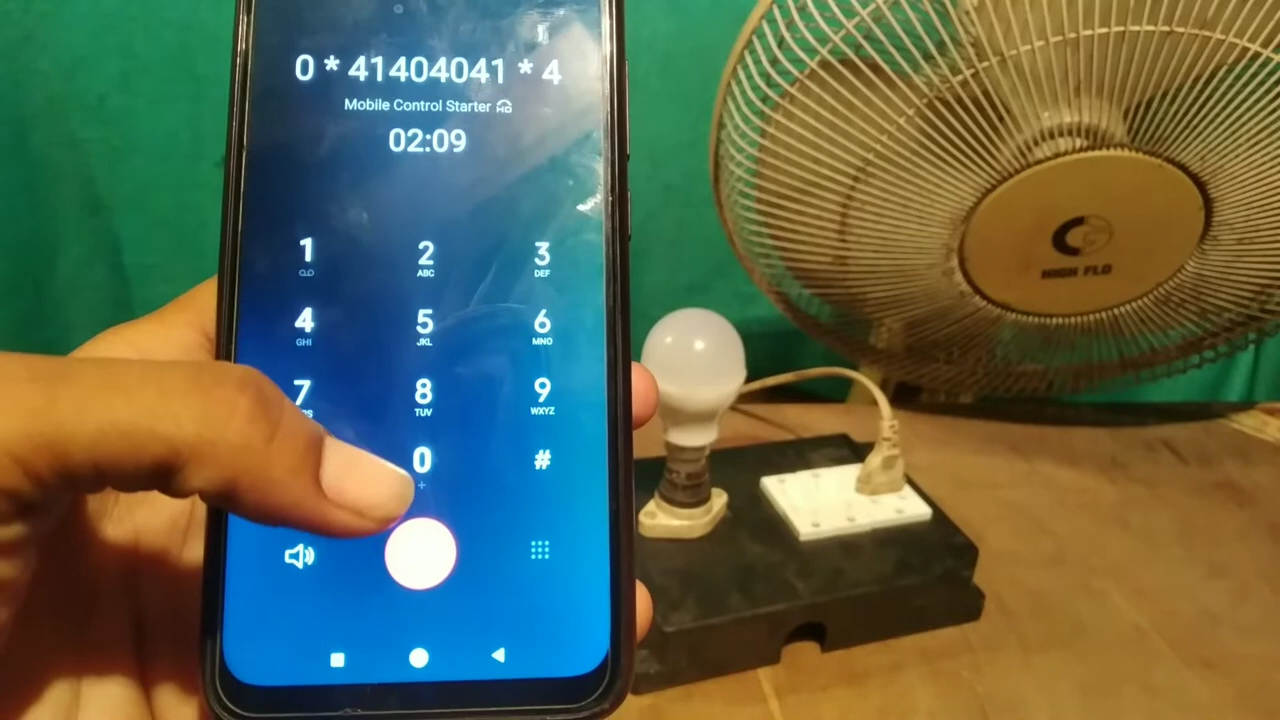 0 * 41404041 * 4
Mobile Control Starter HD
02:09
1 2 3
ABC DEF
4 5 6
GHI JKL MNO
7 8 9
TUV WXYZ
0 #
+
HIGH FLO